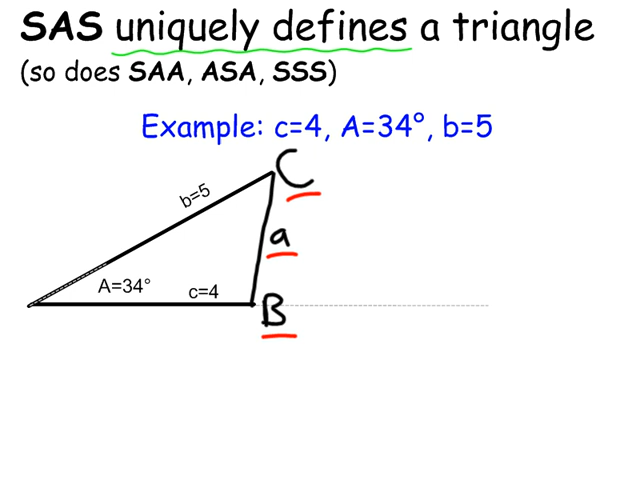 SAS uniquely defines a triangle
(so does SAA, ASA, SSS)
Example: c=4, A=34°, b=5
C
b=5
a
A=34°
c=4
B